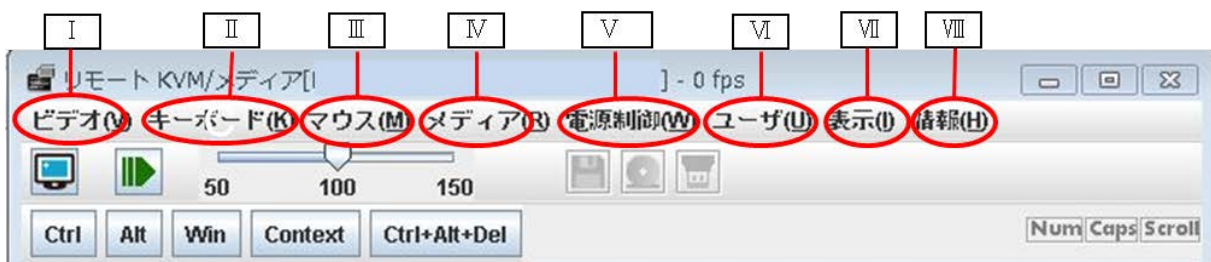 Ⅰ Ⅱ Ⅲ Ⅳ Ⅴ Ⅵ Ⅶ Ⅷ
リモート KVM/メディア[ ] - 0 fps
ビデオ(V) キーボード(K) マウス(M) メディア(R) 電源制御(W) ユーザ(U) 表示(I) 情報(H)
50 100 150
Ctrl Alt Win Context Ctrl+Alt+Del Num Caps Scroll